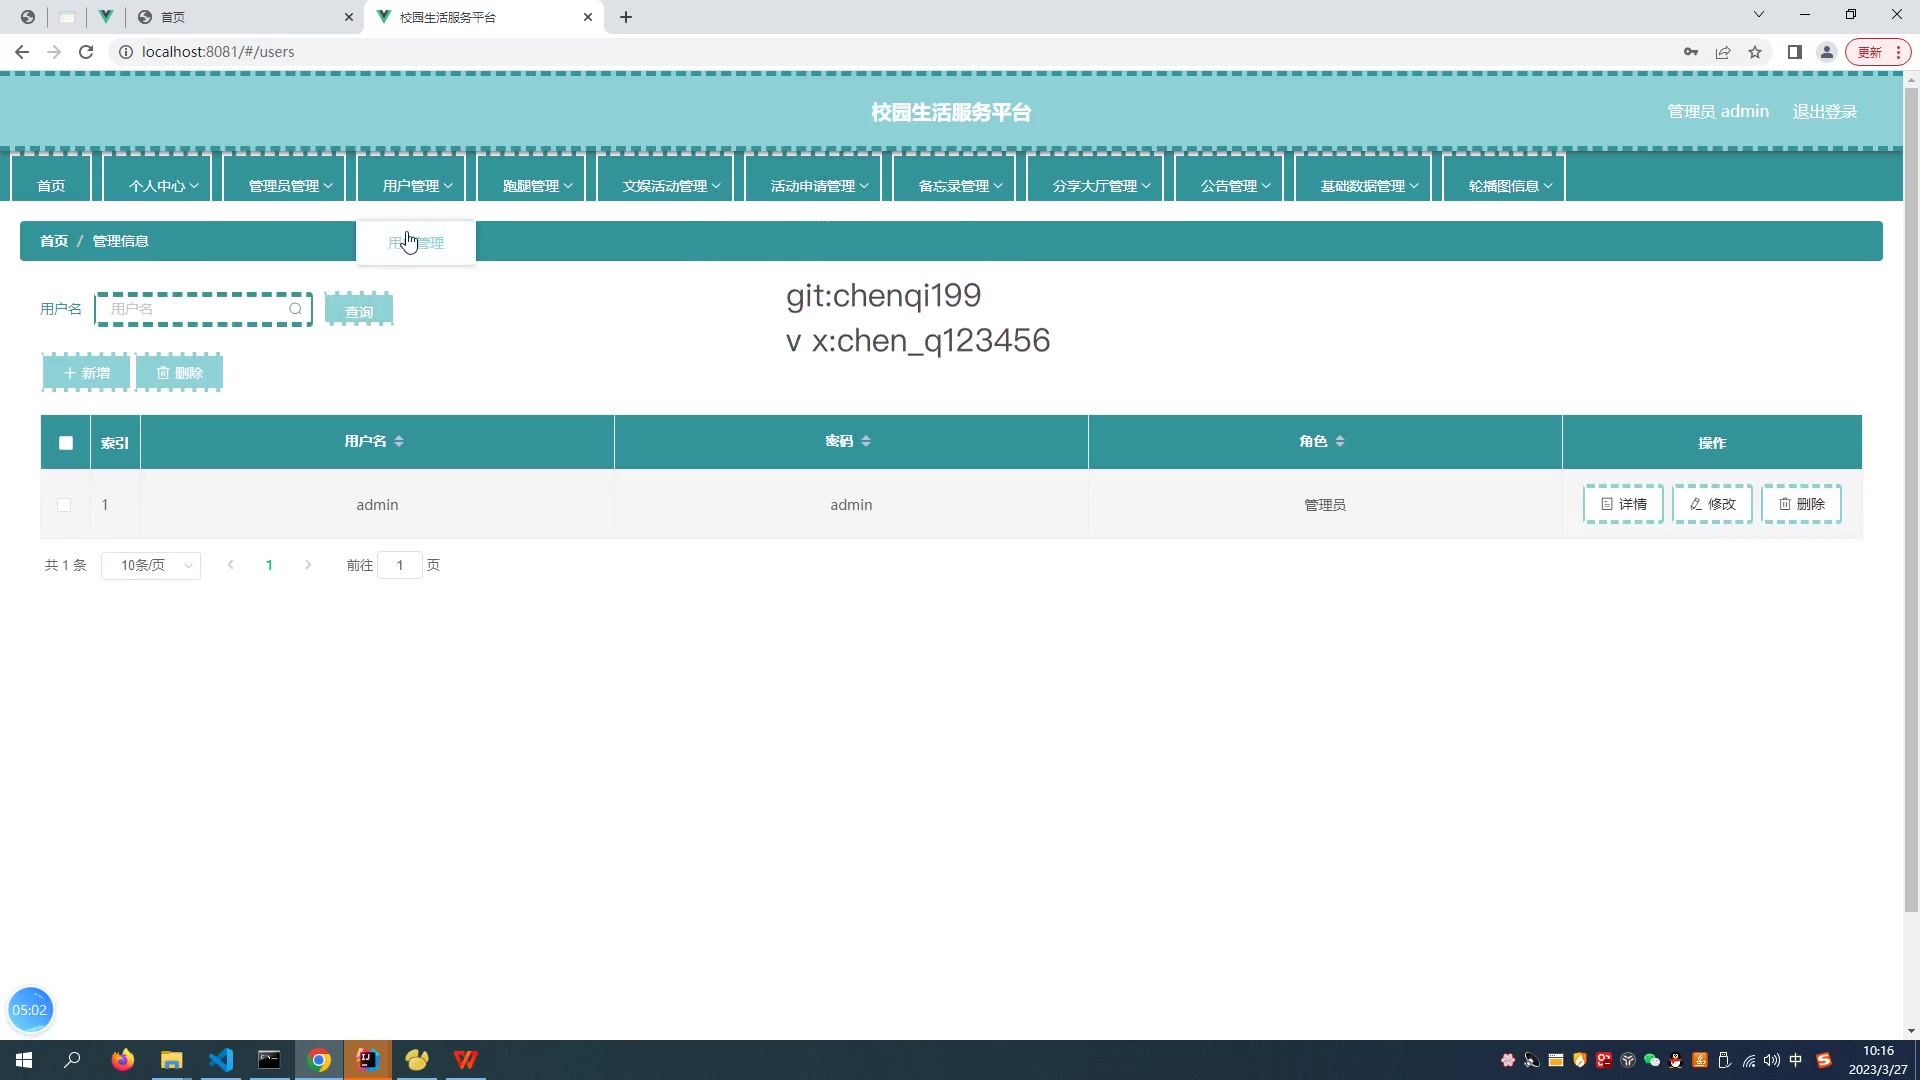 首页
校园生活服务平台
localhost:8081/#/users
更新
校园生活服务平台
管理员 admin
退出登录
首页
个人中心
管理员管理
用户管理
跑腿管理
文娱活动管理
活动申请管理
备忘录管理
分享大厅管理
公告管理
基础数据管理
轮播图信息
首页 / 管理信息
用户管理
git:chenqi199
v x:chen_q123456
用户名
用户名
查询
新增
删除
索引
用户名
密码
角色
操作
1
admin
admin
管理员
详情
修改
删除
共 1 条
10条/页
1
前往 1 页
05:02
中
10:16
2023/3/27